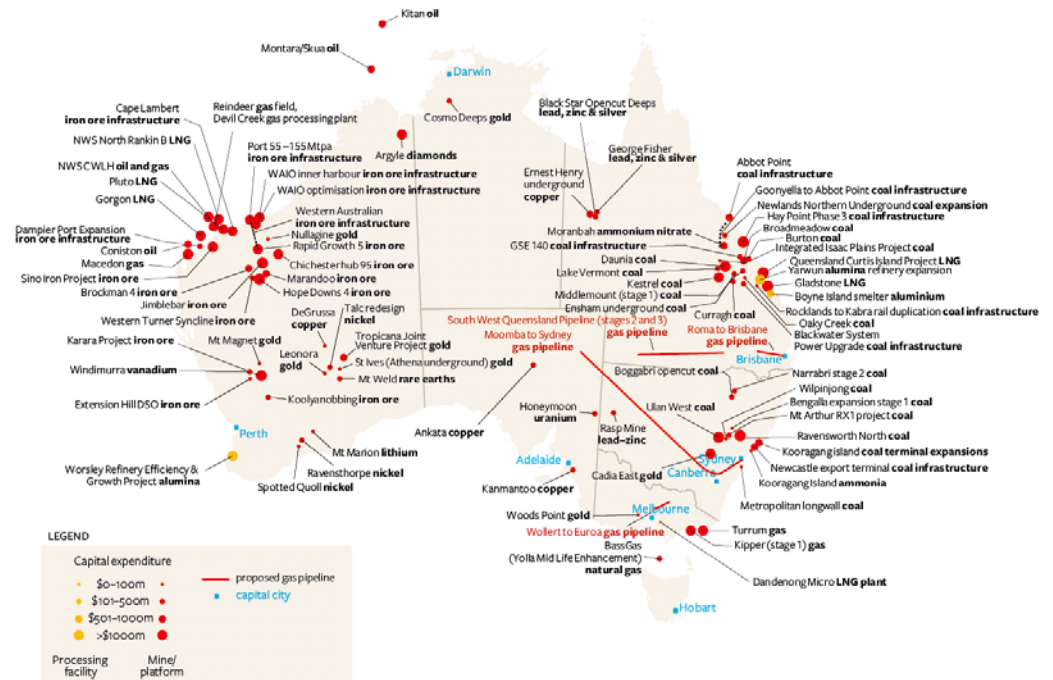 Kitan oil
Montara/Skua oil
Darwin
Cape Lambert
iron ore infrastructure
Reindeer gas field,
Devil Creek gas processing plant
NWS North Rankin B LNG
Port 55–155 Mtpa
iron ore infrastructure
NWS CWLH oil and gas
WAIO inner harbour iron ore infrastructure
Pluto LNG
WAIO optimisation iron ore infrastructure
Gorgon LNG
Cosmo Deeps gold
Argyle diamonds
Black Star Opencut Deeps
lead, zinc & silver
George Fisher
lead, zinc & silver
Ernest Henry
underground
copper
Abbot Point
coal infrastructure
Goonyella to Abbot Point coal infrastructure
Newlands Northern Underground coal expansion
Hay Point Phase 3 coal infrastructure
Broadmeadow coal
Burton coal
Integrated Isaac Plains Project coal
Queensland Curtis Island Project LNG
Yarwun alumina refinery expansion
Gladstone LNG
Boyne Island smelter aluminium
Rocklands to Kabra rail duplication coal infrastructure
Oaky Creek coal
Blackwater System
Power Upgrade coal infrastructure
Moranbah ammonium nitrate
GSE 140 coal infrastructure
Daunia coal
Lake Vermont coal
Kestrel coal
Middlemount (stage 1) coal
Ensham underground coal
Curragh coal
Dampier Port Expansion
iron ore infrastructure
Coniston oil
Macedon gas
Sino Iron Project iron ore
Brockman 4 iron ore
Jimblebar iron ore
Western Turner Syncline iron ore
Western Australian
iron ore infrastructure
Nullagine gold
Rapid Growth 5 iron ore
Chichester hub 95 iron ore
Marandoo iron ore
Hope Downs 4 iron ore
DeGrussa
copper
Talc redesign
nickel
Tropicana Joint
Venture Project gold
Karara Project iron ore
Mt Magnet gold
Leonora
gold
St Ives (Athena underground) gold
Windimurra vanadium
Mt Weld rare earths
Extension Hill DSO iron ore
Koolyanobbing iron ore
Perth
Mt Marion lithium
Worsley Refinery Efficiency &
Growth Project alumina
Ravensthorpe nickel
Spotted Quoll nickel
South West Queensland Pipeline (stages 2 and 3)
gas pipeline
Moomba to Sydney
gas pipeline
Roma to Brisbane
gas pipeline
Brisbane
Boggabri opencut coal
Narrabri stage 2 coal
Wilpinjong coal
Bengalla expansion stage 1 coal
Mt Arthur RX1 project coal
Ulan West coal
Ravensworth North coal
Kooragang island coal terminal expansions
Newcastle export terminal coal infrastructure
Kooragang Island ammonia
Metropolitan longwall coal
Honeymoon
uranium
Rasp Mine
lead–zinc
Ankata copper
Adelaide
Kanmantoo copper
Cadia East gold
Sydney
Canberra
Woods Point gold
Melbourne
Wollert to Euroa gas pipeline
BassGas
(Yolla Mid Life Enhancement)
natural gas
Turrum gas
Kipper (stage 1) gas
Dandenong Micro LNG plant
Hobart
LEGEND
Capital expenditure
$0–100m
$101–500m
$501–1000m
>$1000m
Processing
facility
Mine/
platform
proposed gas pipeline
capital city